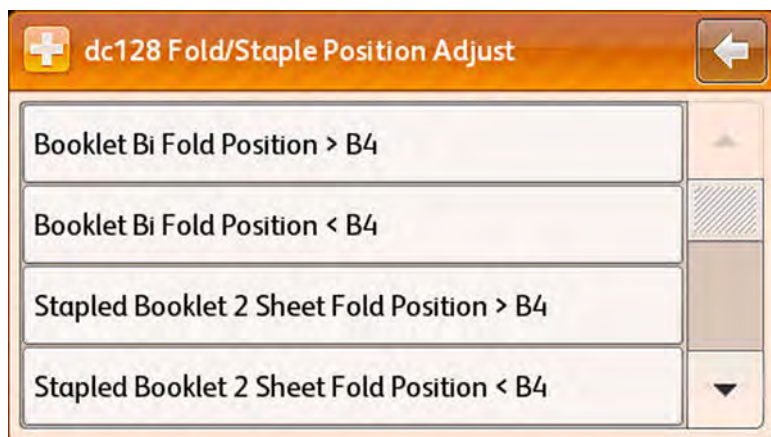 dc128 Fold/Staple Position Adjust
Booklet Bi Fold Position > B4
Booklet Bi Fold Position < B4
Stapled Booklet 2 Sheet Fold Position > B4
Stapled Booklet 2 Sheet Fold Position < B4